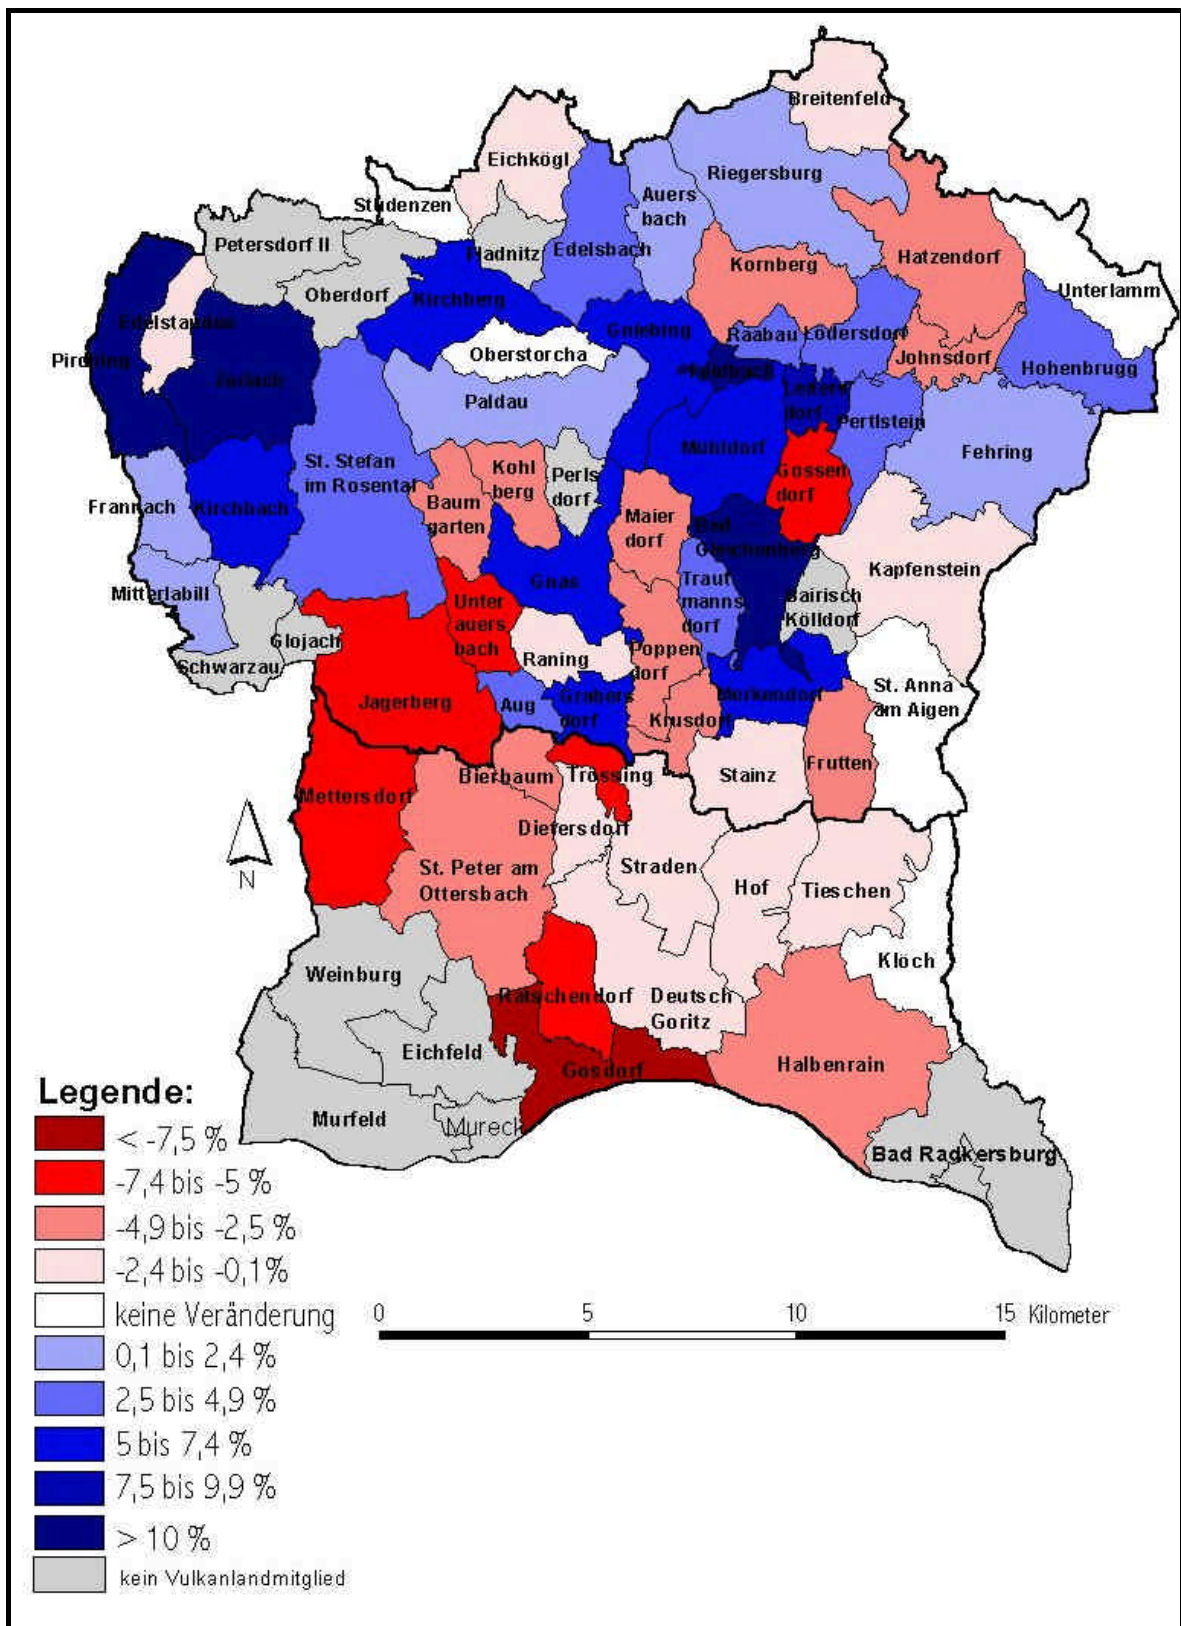 Breitenfeld
Eichkögl
Riegersburg
Auers
bach
Studenzen
Petersdorf II
Hatzendorf
Edelsbach
Fladnitz
Kornberg
Unterlamm
Oberdorf
Kirchberg
Edelstauden
Gniebing
Raabau
Lödersdorf
Oberstorcha
Johnsdorf
Pirching
Hohenbrugg
Zerlach
Feldbach
Leiters
dorf
Paldau
Pertlstein
Mühldorf
Fehring
St. Stefan
im Rosental
Kohl
berg
Perls
dorf
Gossen
dorf
Frannach
Kirchbach
Baum
garten
Maier
dorf
Bad
Gleichenberg
Kapfenstein
Gnas
Traut
manns
dorf
Mitterlabill
Bairisch
Kölldorf
Unter
auers
bach
Glojach
Poppen
dorf
Raning
Schwarzau
St. Anna
am Aigen
Jagerberg
Aug
Grabers
dorf
Merkendorf
Krusdorf
Frutten
Bierbaum
Trössing
Stainz
Mettersdorf
Dietersdorf
St. Peter am
Ottersbach
Straden
Hof
Tieschen
N
Klöch
Weinburg
Ratschendorf
Deutsch
Goritz
Eichfeld
Gosdorf
Halbenrain
Murfeld
Mureck
Bad Radkersburg
Legende:
< -7,5 %
-7,4 bis -5 %
-4,9 bis -2,5 %
-2,4 bis -0,1%
keine Veränderung
0,1 bis 2,4 %
2,5 bis 4,9 %
5 bis 7,4 %
7,5 bis 9,9 %
> 10 %
kein Vulkanlandmitglied
0 5 10 15 Kilometer